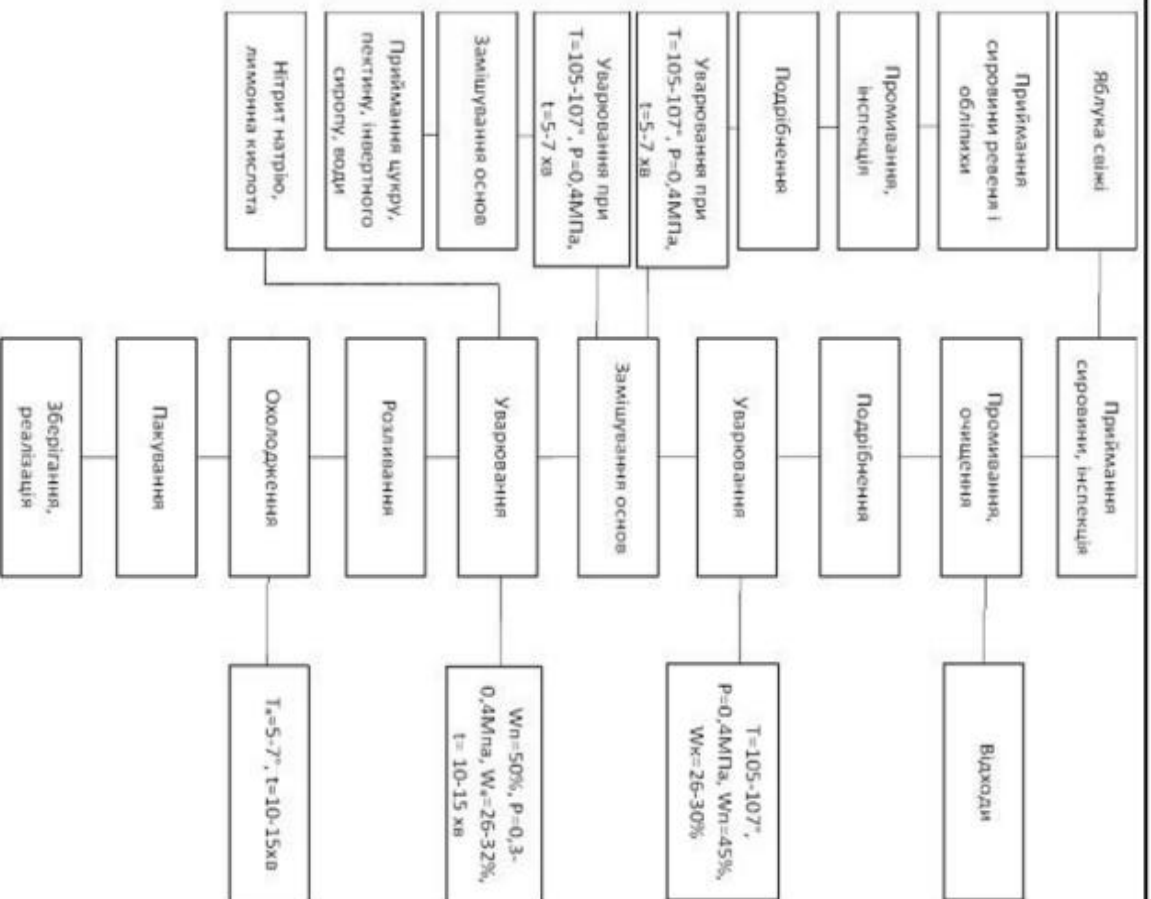 Яблука свіжі
Приймання
сировини ревеня і
обліпихи
Промивання,
інспекція
Подрібнення
Уварювання при
T=105-107°, P=0,4МПа,
t=5-7 хв
Уварювання при
T=105-107°, P=0,4МПа,
t=5-7 хв
Замішування основ
Приймання цукру,
пектину, інвертного
сиропу, води
Нітрит натрію,
лимонна кислота
Приймання
сировини, інспекція
Промивання,
очищення
Подрібнення
Уварювання
Замішування основ
Уварювання
Розливання
Охолодження
Пакування
Зберігання,
реалізація
Відходи
T=105-107°,
P=0,4МПа, Wп=45%,
Wк=26-30%
Wп=50%, P=0,3-
0,4Мпа, Wк=26-32%,
t= 10-15 хв
Tк=5-7°, t=10-15хв